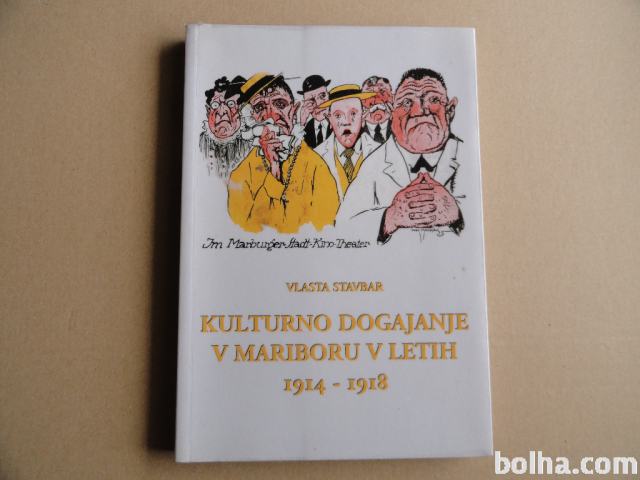 Im Marburger-Stadt-Kino-Theater
VLASTA STAVBAR
KULTURNO DOGAJANJE
V MARIBORU V LETIH
1914 - 1918
bolha.com